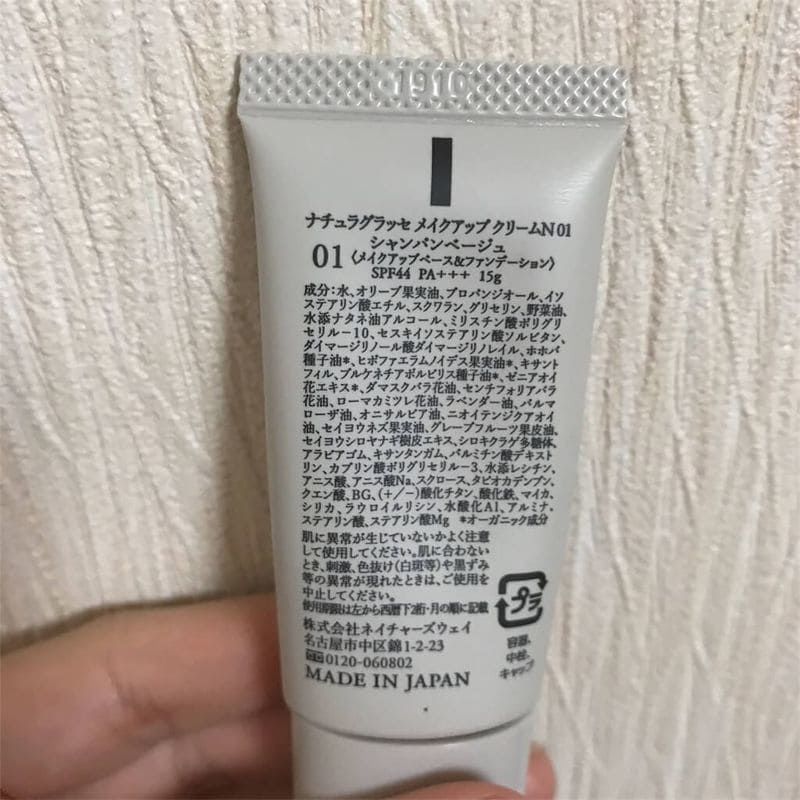 1910
ナチュラグラッセ メイクアップ クリームN 01
01 シャンパンベージュ
〈メイクアップベース&ファンデーション〉
SPF44 PA+++ 15g
成分:水、オリーブ果実油、プロパンジオール、イソ
ステアリン酸エチル、スクワラン、グリセリン、野菜油、
水添ナタネ油アルコール、ミリスチン酸ポリグリ
セリル-10、セスキイソステアリン酸ソルビタン、
ダイマージリノール酸ダイマージリノレイル、ホホバ
種子油*、ヒポファエラムノイデス果実油*、キサント
フィル、プルケネチアボルビリス種子油*、ゼニアオイ
花エキス*、ダマスクバラ花油、センチフォリアバラ
花油、ローマカミツレ花油、ラベンダー油、パルマ
ローザ油、オニサルビア油、ニオイテンジクアオイ
油、セイヨウネズ果実油、グレープフルーツ果皮油、
セイヨウシロヤナギ樹皮エキス、シロキクラゲ多糖体、
アラビアゴム、キサンタンガム、パルミチン酸デキスト
リン、カプリン酸ポリグリセリル-3、水添レシチン、
アニス酸、アニス酸Na、スクロース、タピオカデンプン、
クエン酸、BG、(+/-)酸化チタン、酸化鉄、マイカ、
シリカ、ラウロイルリシン、水酸化Al、アルミナ、
ステアリン酸、ステアリン酸Mg *オーガニック成分
肌に異常が生じていないかよく注意
して使用してください。肌に合わない
とき、刺激、色抜け(白斑等)や黒ずみ
等の異常が現れたときは、ご使用を
中止してください。
使用期限は左から西暦下2桁・月の順に記載
株式会社ネイチャーズウェイ
名古屋市中区錦1-2-23
0120-060802
MADE IN JAPAN
プラ
容器、
中栓、
キャップ